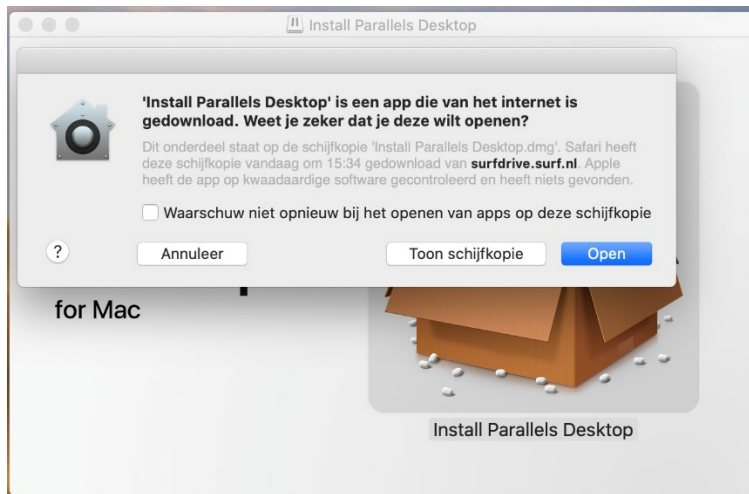 Install Parallels Desktop
'Install Parallels Desktop' is een app die van het internet is
gedownload. Weet je zeker dat je deze wilt openen?
Dit onderdeel staat op de schijfkopie 'Install Parallels Desktop.dmg'. Safari heeft
deze schijfkopie vandaag om 15:34 gedownload van surfdrive.surf.nl. Apple
heeft de app op kwaadaardige software gecontroleerd en heeft niets gevonden.
Waarschuw niet opnieuw bij het openen van apps op deze schijfkopie
? Annuleer Toon schijfkopie Open
for Mac
Install Parallels Desktop